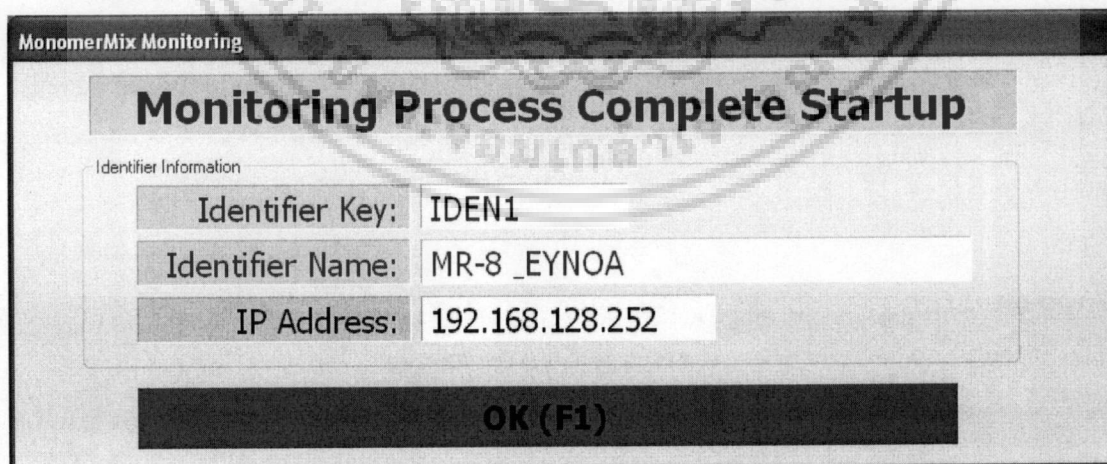 MonomerMix Monitoring
Monitoring Process Complete Startup
Identifier Information
Identifier Key: IDEN1
Identifier Name: MR-8 _EYNOA
IP Address: 192.168.128.252
OK (F1)